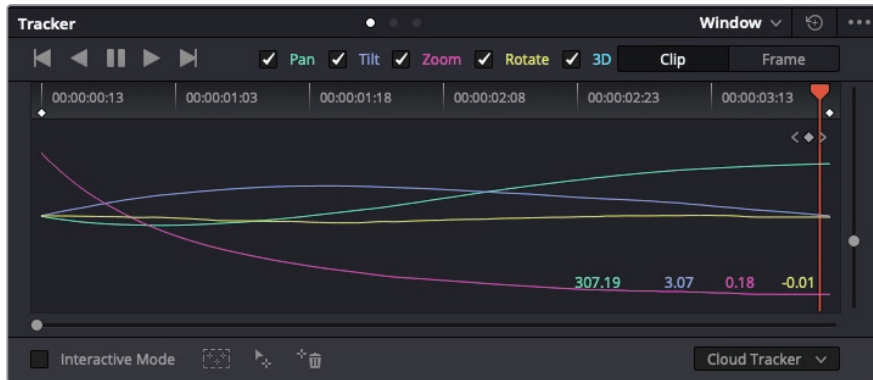 Tracker Window
Pan Tilt Zoom Rotate 3D Clip Frame
00:00:00:13 00:00:01:03 00:00:01:18 00:00:02:08 00:00:02:23 00:00:03:13
307.19 3.07 0.18 -0.01
Interactive Mode Cloud Tracker